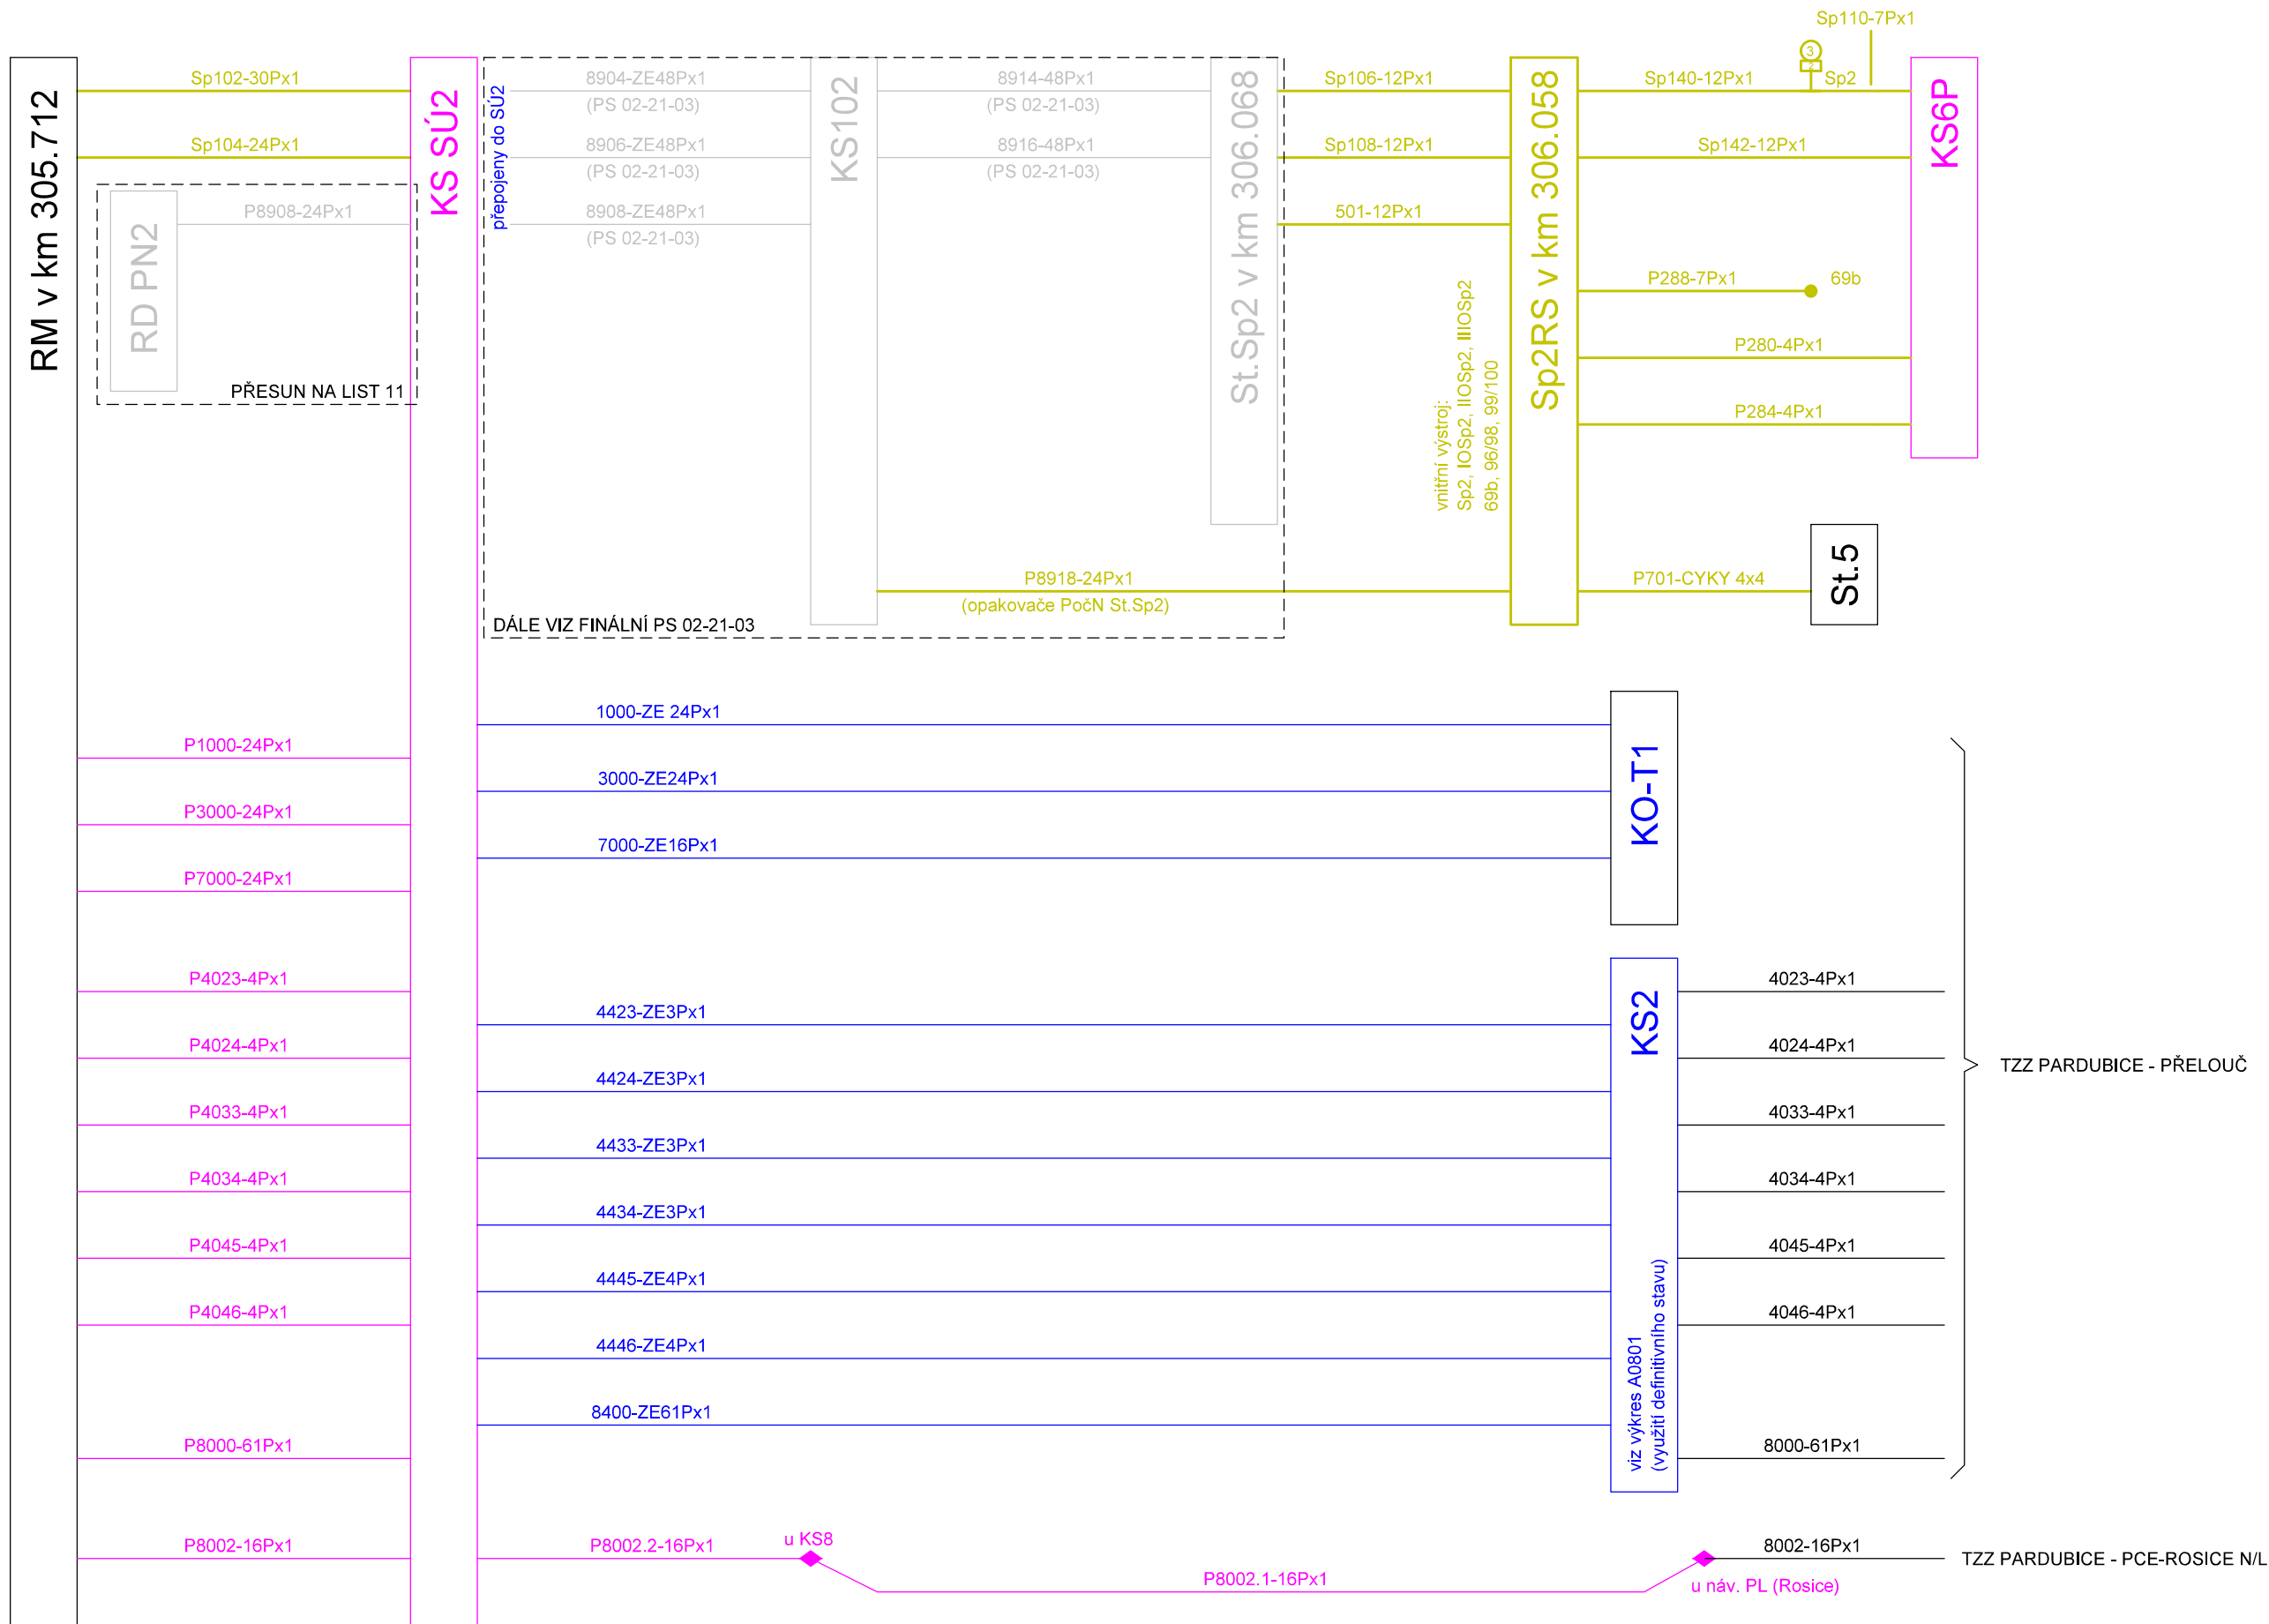 Sp110-7Px1
3
Sp102-30Px1
8904-ZE48Px1
(PS 02-21-03)
8914-48Px1
(PS 02-21-03)
Sp106-12Px1
Sp140-12Px1
Sp2
Sp104-24Px1
8906-ZE48Px1
(PS 02-21-03)
8916-48Px1
(PS 02-21-03)
Sp108-12Px1
Sp142-12Px1
P8908-24Px1
8908-ZE48Px1
(PS 02-21-03)
501-12Px1
RM v km 305.712
RD PN2
KS SÚ2
přepojeny do SÚ2
KS102
St.Sp2 v km 306.068
Sp2RS v km 306.058
KS6P
P288-7Px1
69b
P280-4Px1
P284-4Px1
PŘESUN NA LIST 11
vnitřní výstroj:
Sp2, IOSp2, IIOSp2, IIIOSp2
69b, 96/98, 99/100
P8918-24Px1
(opakovače PočN St.Sp2)
P701-CYKY 4x4
St.5
DÁLE VIZ FINÁLNÍ PS 02-21-03
1000-ZE 24Px1
P1000-24Px1
3000-ZE24Px1
P3000-24Px1
7000-ZE16Px1
P7000-24Px1
KO-T1
P4023-4Px1
4023-4Px1
4423-ZE3Px1
KS2
P4024-4Px1
4024-4Px1
TZZ PARDUBICE - PŘELOUČ
4424-ZE3Px1
P4033-4Px1
4033-4Px1
4433-ZE3Px1
P4034-4Px1
4034-4Px1
4434-ZE3Px1
P4045-4Px1
4045-4Px1
4445-ZE4Px1
P4046-4Px1
4046-4Px1
4446-ZE4Px1
8400-ZE61Px1
viz výkres A0801
(využití definitivního stavu)
P8000-61Px1
8000-61Px1
P8002-16Px1
P8002.2-16Px1
u KS8
8002-16Px1
TZZ PARDUBICE - PCE-ROSICE N/L
P8002.1-16Px1
u náv. PL (Rosice)